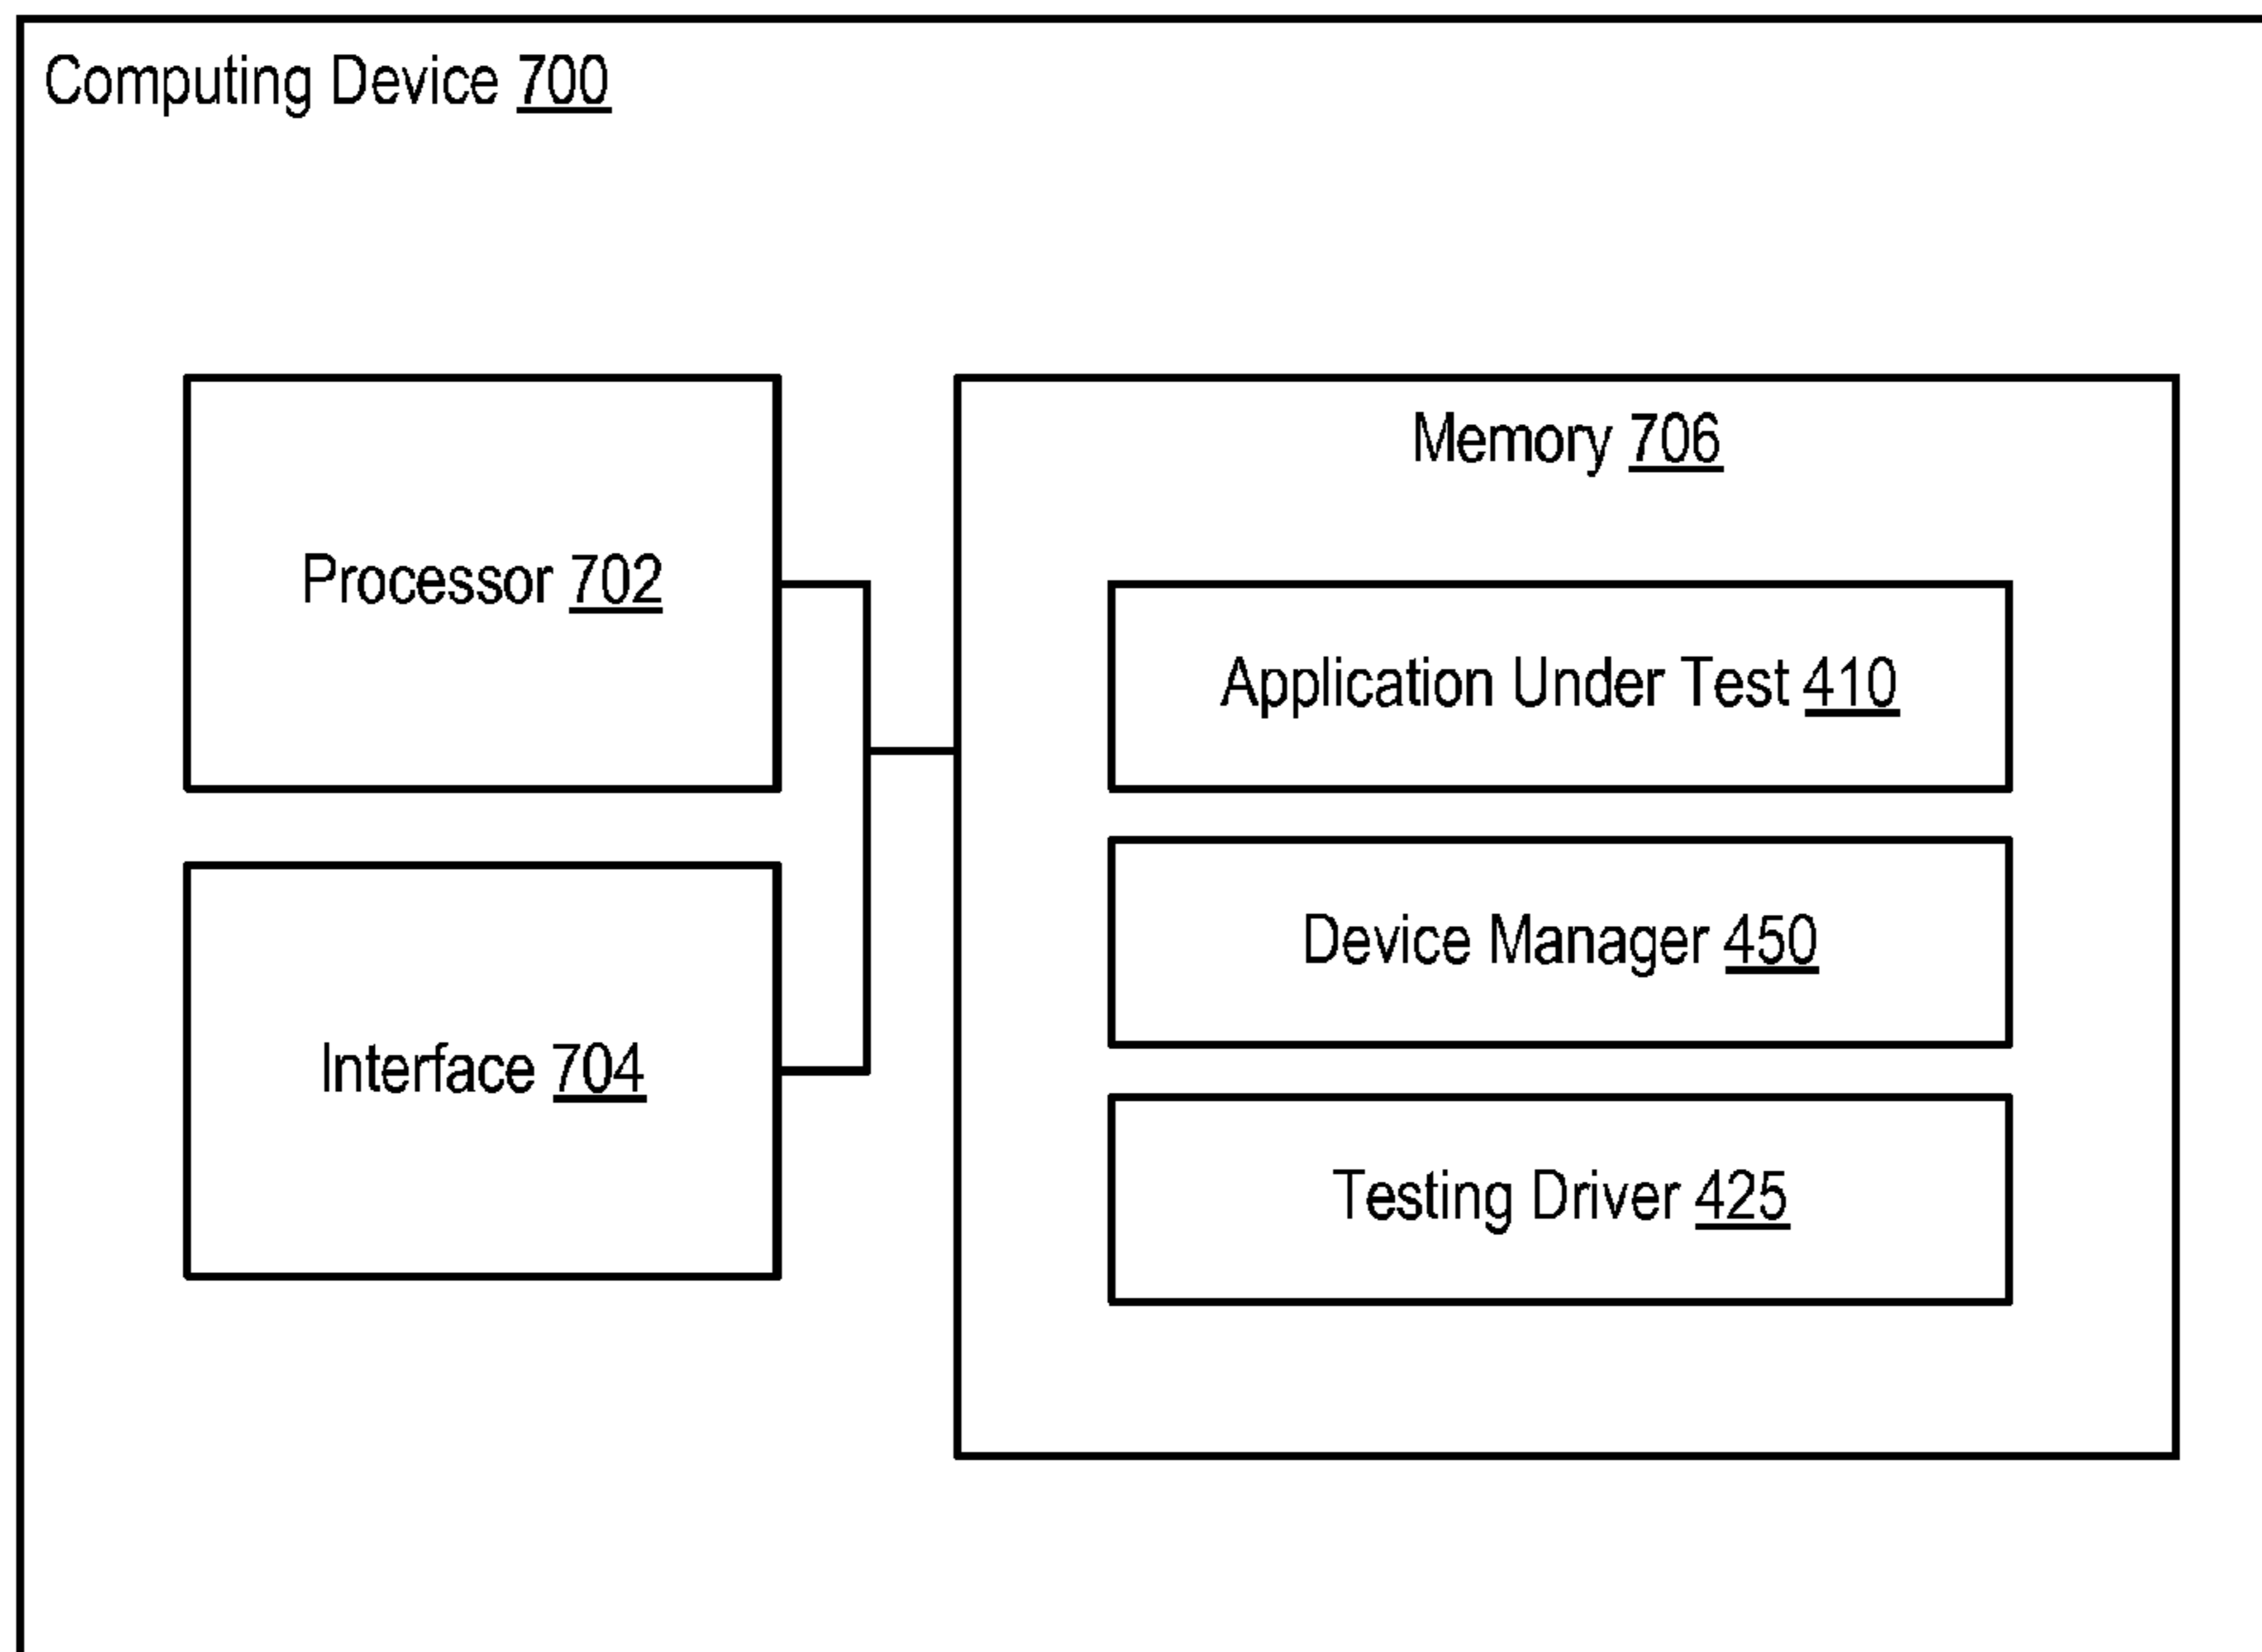 Computing Device 700
Processor 702
Interface 704
Memory 706
Application Under Test 410
Device Manager 450
Testing Driver 425